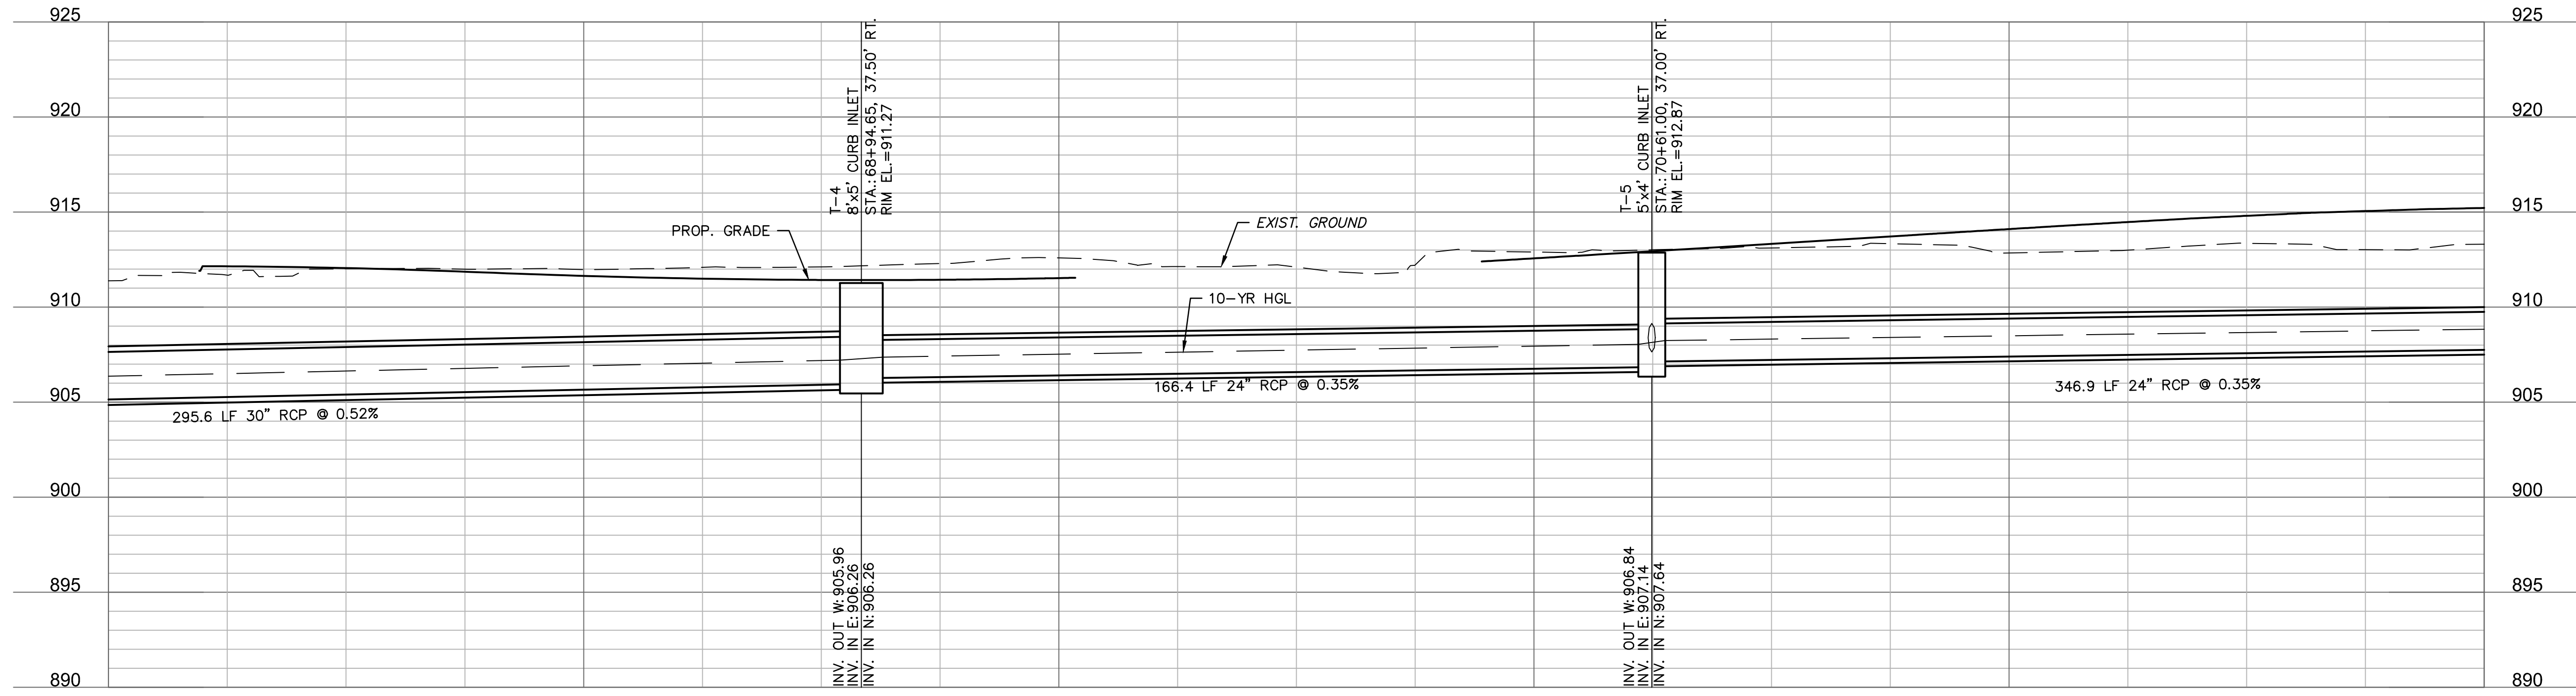 925
925
920
920
915
915
910
910
905
905
900
900
895
895
890
890
T-4
8'x5' CURB INLET
STA.: 68+94.65, 37.50' RT.
RIM EL.=911.27
T-5
5'x4' CURB INLET
STA.: 70+61.00, 37.00' RT.
RIM EL.=912.87
PROP. GRADE
EXIST. GROUND
10-YR HGL
295.6 LF 30" RCP @ 0.52%
166.4 LF 24" RCP @ 0.35%
346.9 LF 24" RCP @ 0.35%
INV. OUT W: 905.96
INV. IN E: 906.26
INV. IN N: 906.26
INV. OUT W: 906.84
INV. IN E: 907.14
INV. IN N: 907.64